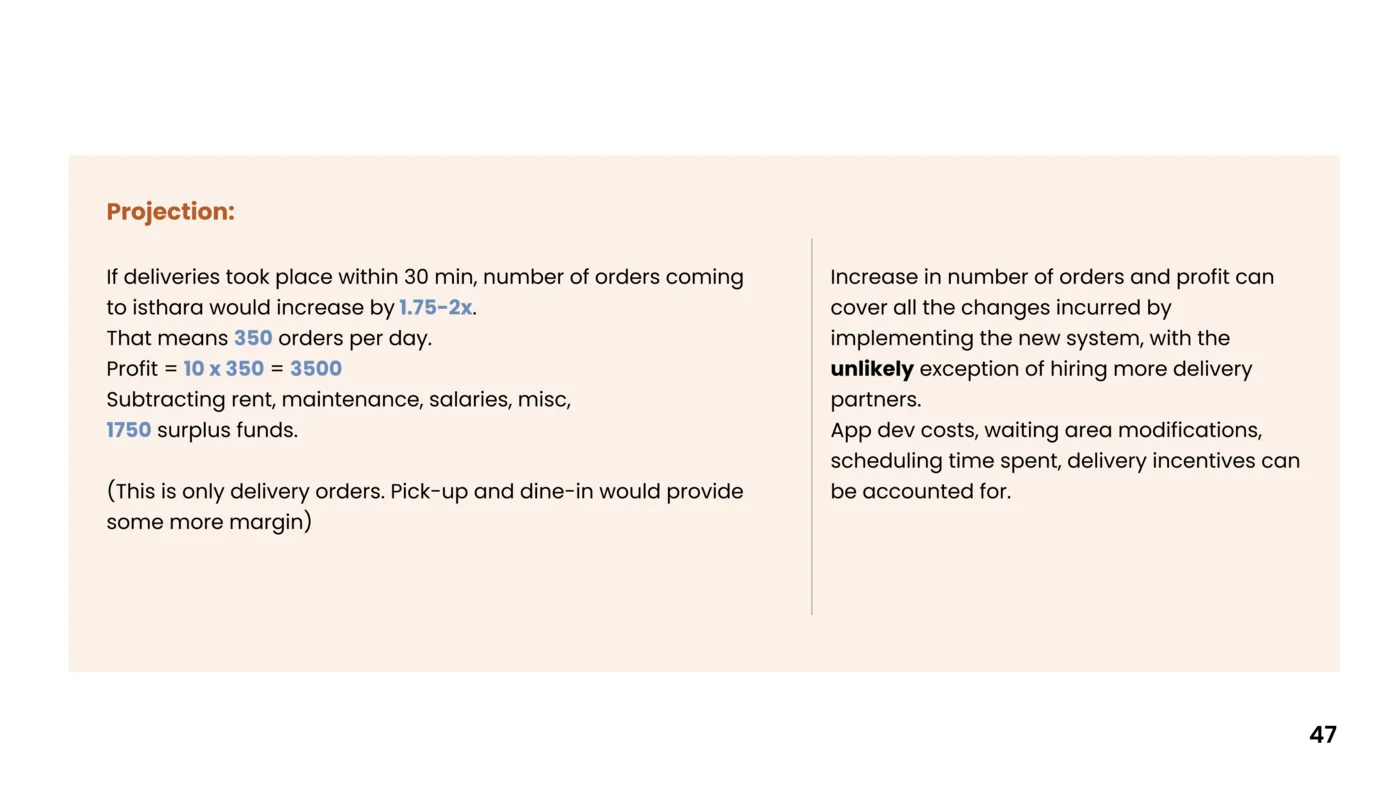 Projection:
If deliveries took place within 30 min, number of orders coming
to isthara would increase by 1.75-2x.
That means 350 orders per day.
Profit = 10 x 350 = 3500
Subtracting rent, maintenance, salaries, misc,
1750 surplus funds.
(This is only delivery orders. Pick-up and dine-in would provide
some more margin)
Increase in number of orders and profit can
cover all the changes incurred by
implementing the new system, with the
unlikely exception of hiring more delivery
partners.
App dev costs, waiting area modifications,
scheduling time spent, delivery incentives can
be accounted for.
47